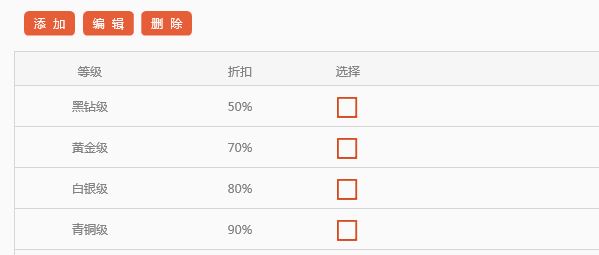 添 加 编 辑 删 除
等级 折扣 选择
黑钻级 50%
黄金级 70%
白银级 80%
青铜级 90%